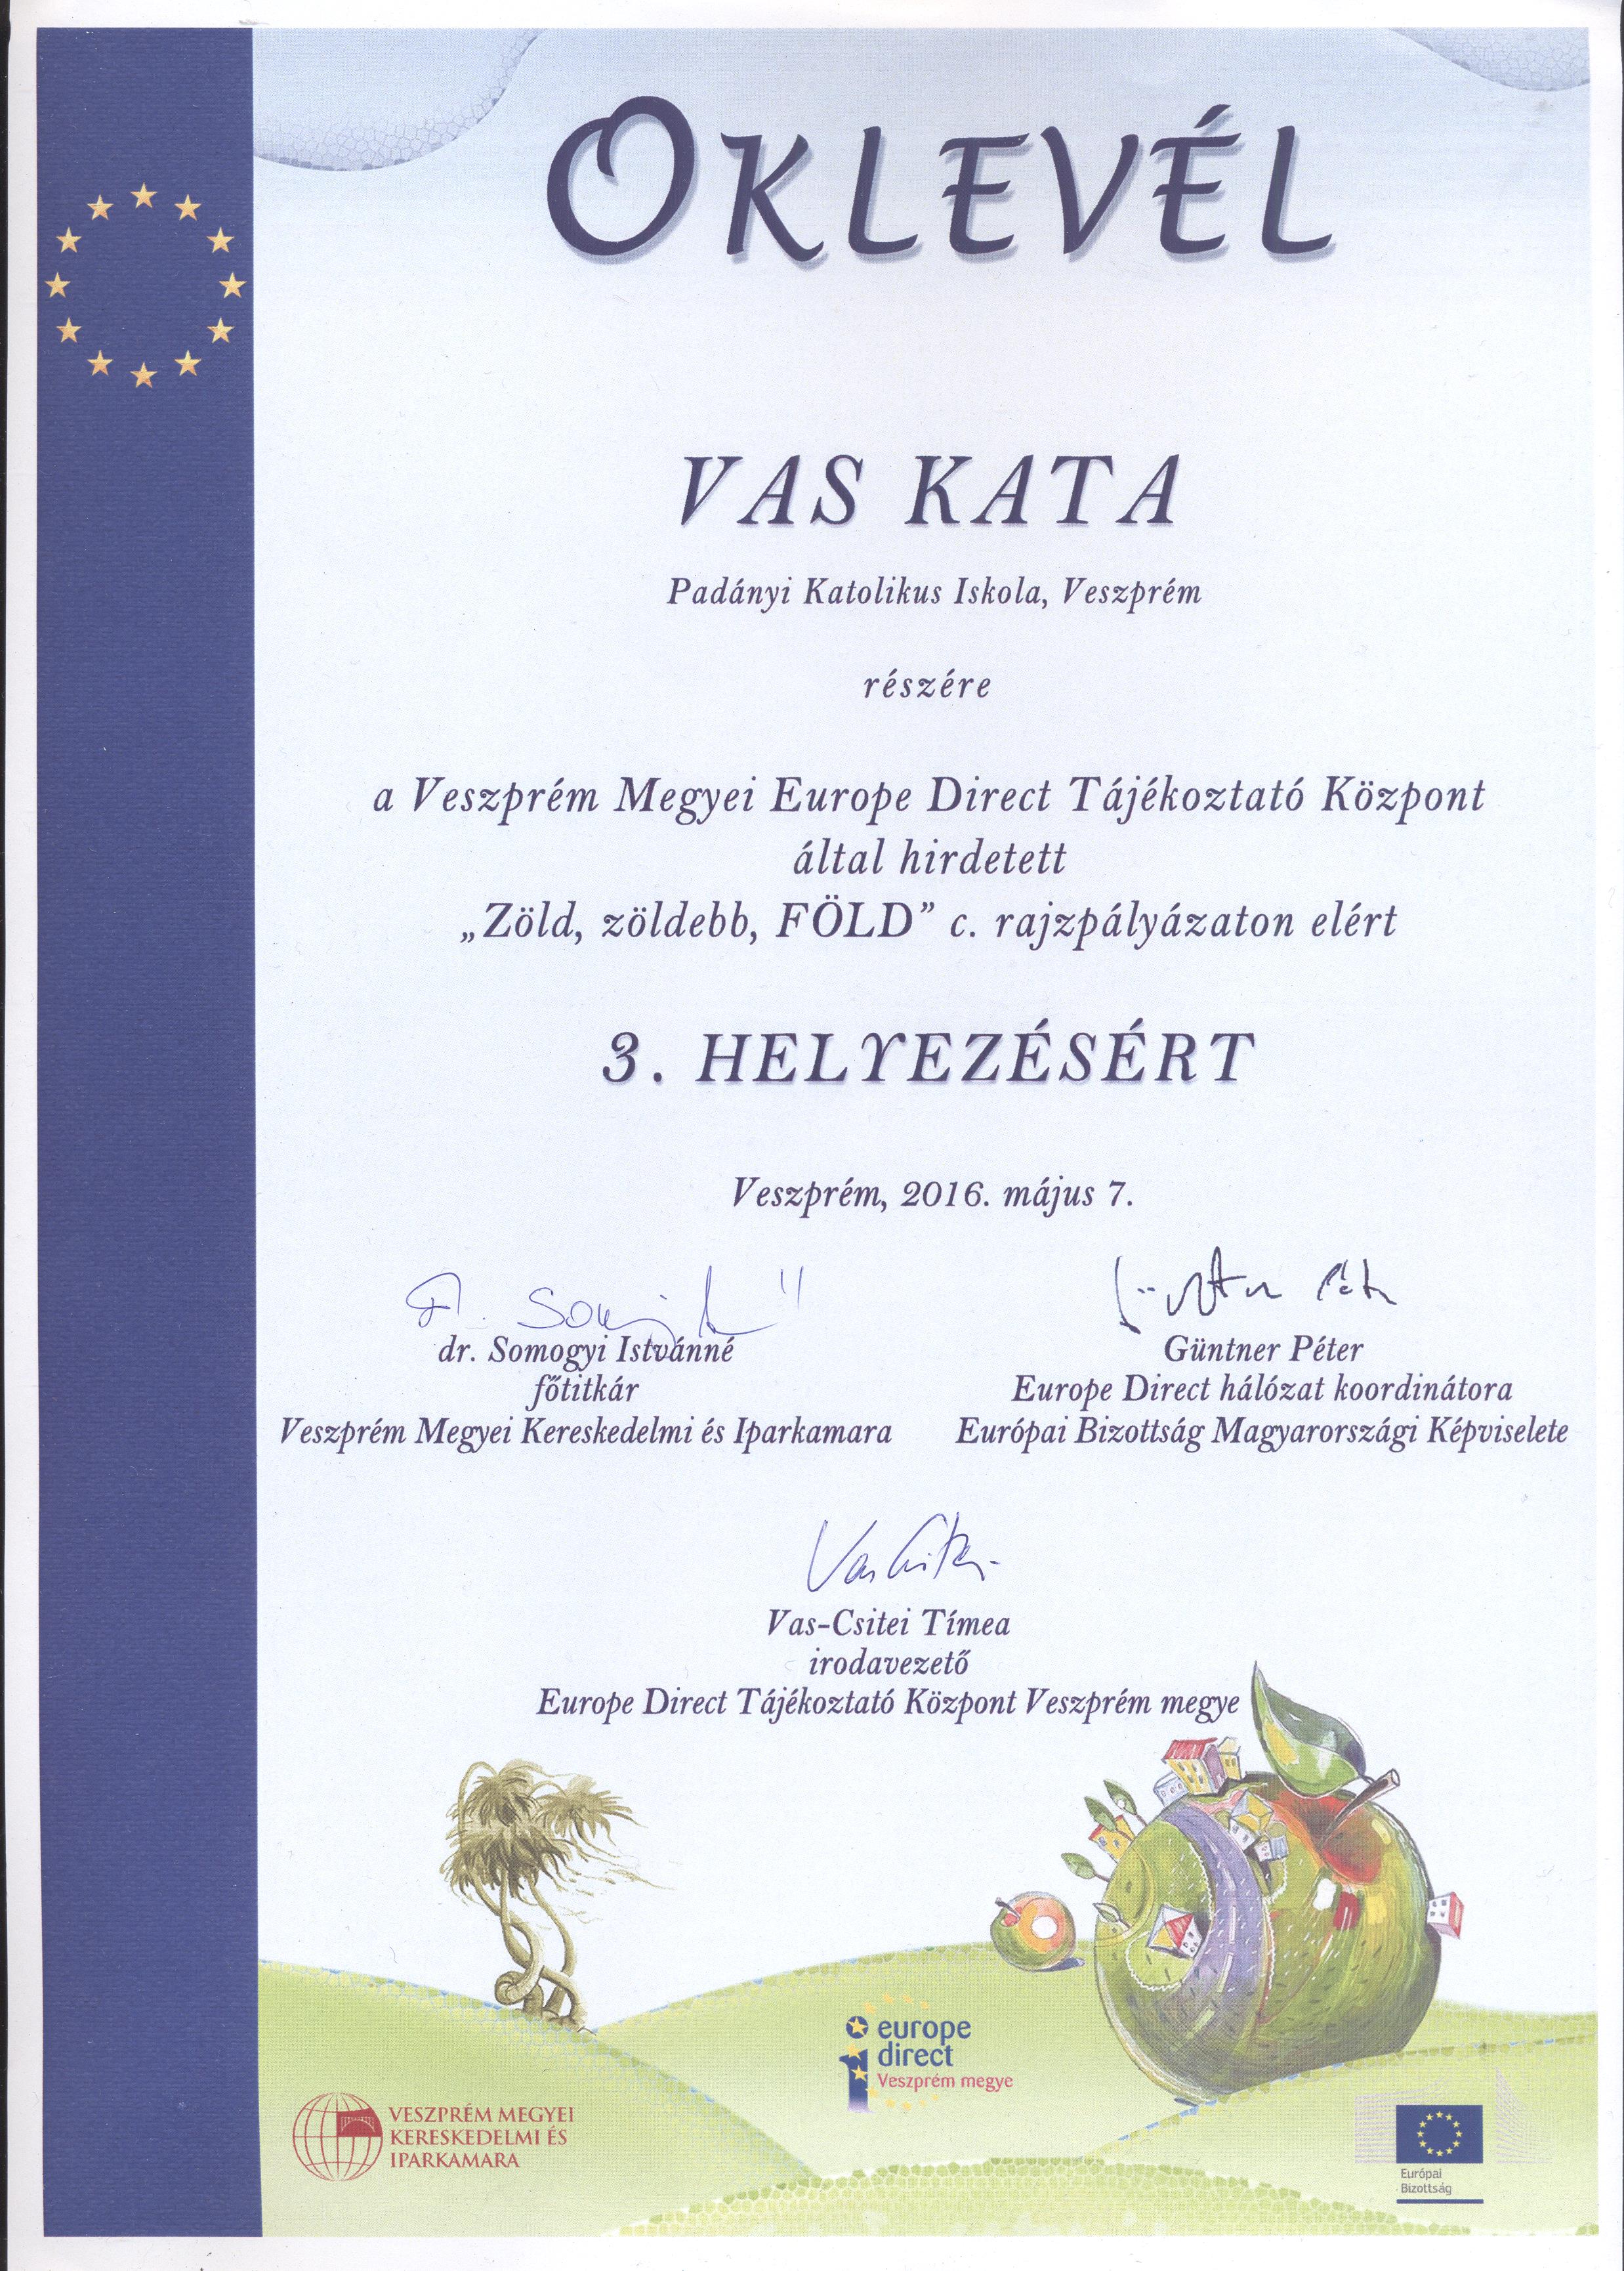 OKLEVÉL
VAS KATA
Padányi Katolikus Iskola, Veszprém
részére
a Veszprém Megyei Europe Direct Tájékoztató Központ
által hirdetett
„Zöld, zöldebb, FÖLD” c. rajzpályázaton elért
3. HELYEZÉSÉRT
Veszprém, 2016. május 7.
dr. Somogyi Istvánné
főtitkár
Veszprém Megyei Kereskedelmi és Iparkamara
Güntner Péter
Europe Direct hálózat koordinátora
Európai Bizottság Magyarországi Képviselete
Vas-Csitei Tímea
irodavezető
Europe Direct Tájékoztató Központ Veszprém megye
europe
direct
Veszprém megye
VESZPRÉM MEGYEI
KERESKEDELMI ÉS
IPARKAMARA
Európai
Bizottság